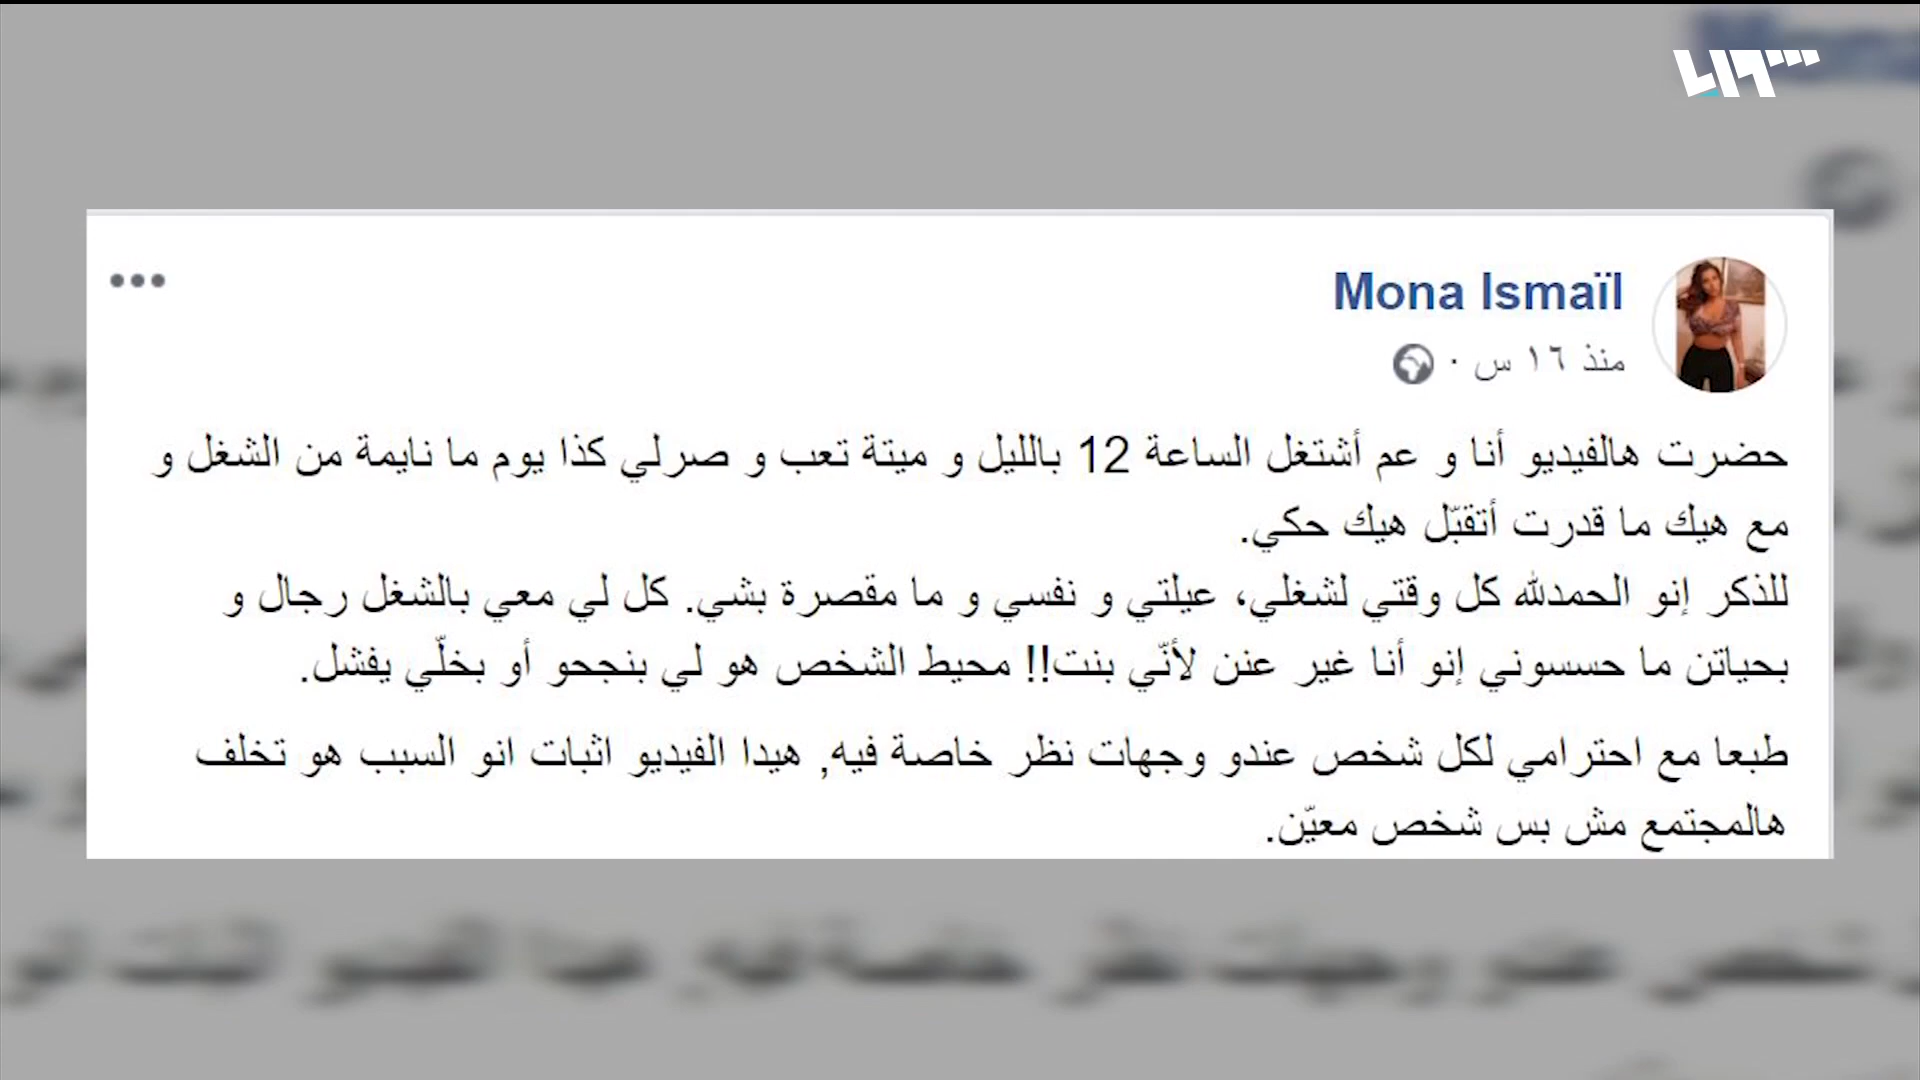 Mona Ismaïl
منذ ١٦ س ·
حضرت هالفيديو أنا و عم أشتغل الساعة 12 بالليل و ميتة تعب و صرلي كذا يوم ما نايمة من الشغل و
مع هيك ما قدرت أتقبّل هيك حكي.
للذكر إنو الحمدلله كل وقتي لشغلي، عيلتي و نفسي و ما مقصرة بشي. كل لي معي بالشغل رجال و
بحياتن ما حسسوني إنو أنا غير عنن لأنّي بنت!! محيط الشخص هو لي بنجحو أو بخلّي يفشل.
طبعا مع احترامي لكل شخص عندو وجهات نظر خاصة فيه, هيدا الفيديو اثبات انو السبب هو تخلف
هالمجتمع مش بس شخص معيّن.